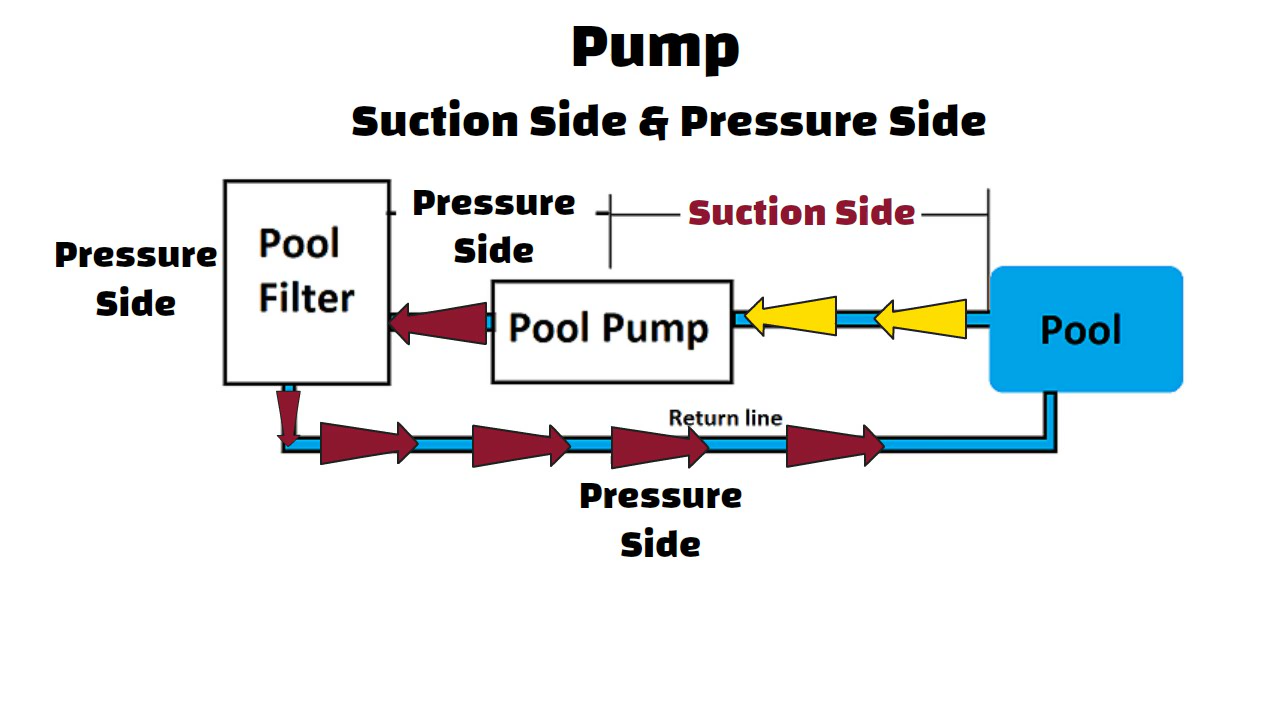 Pump
Suction Side & Pressure Side
Pressure
Side
Suction Side
Pressure
Side
Pool
Filter
Pool Pump
Pool
Return line
Pressure
Side